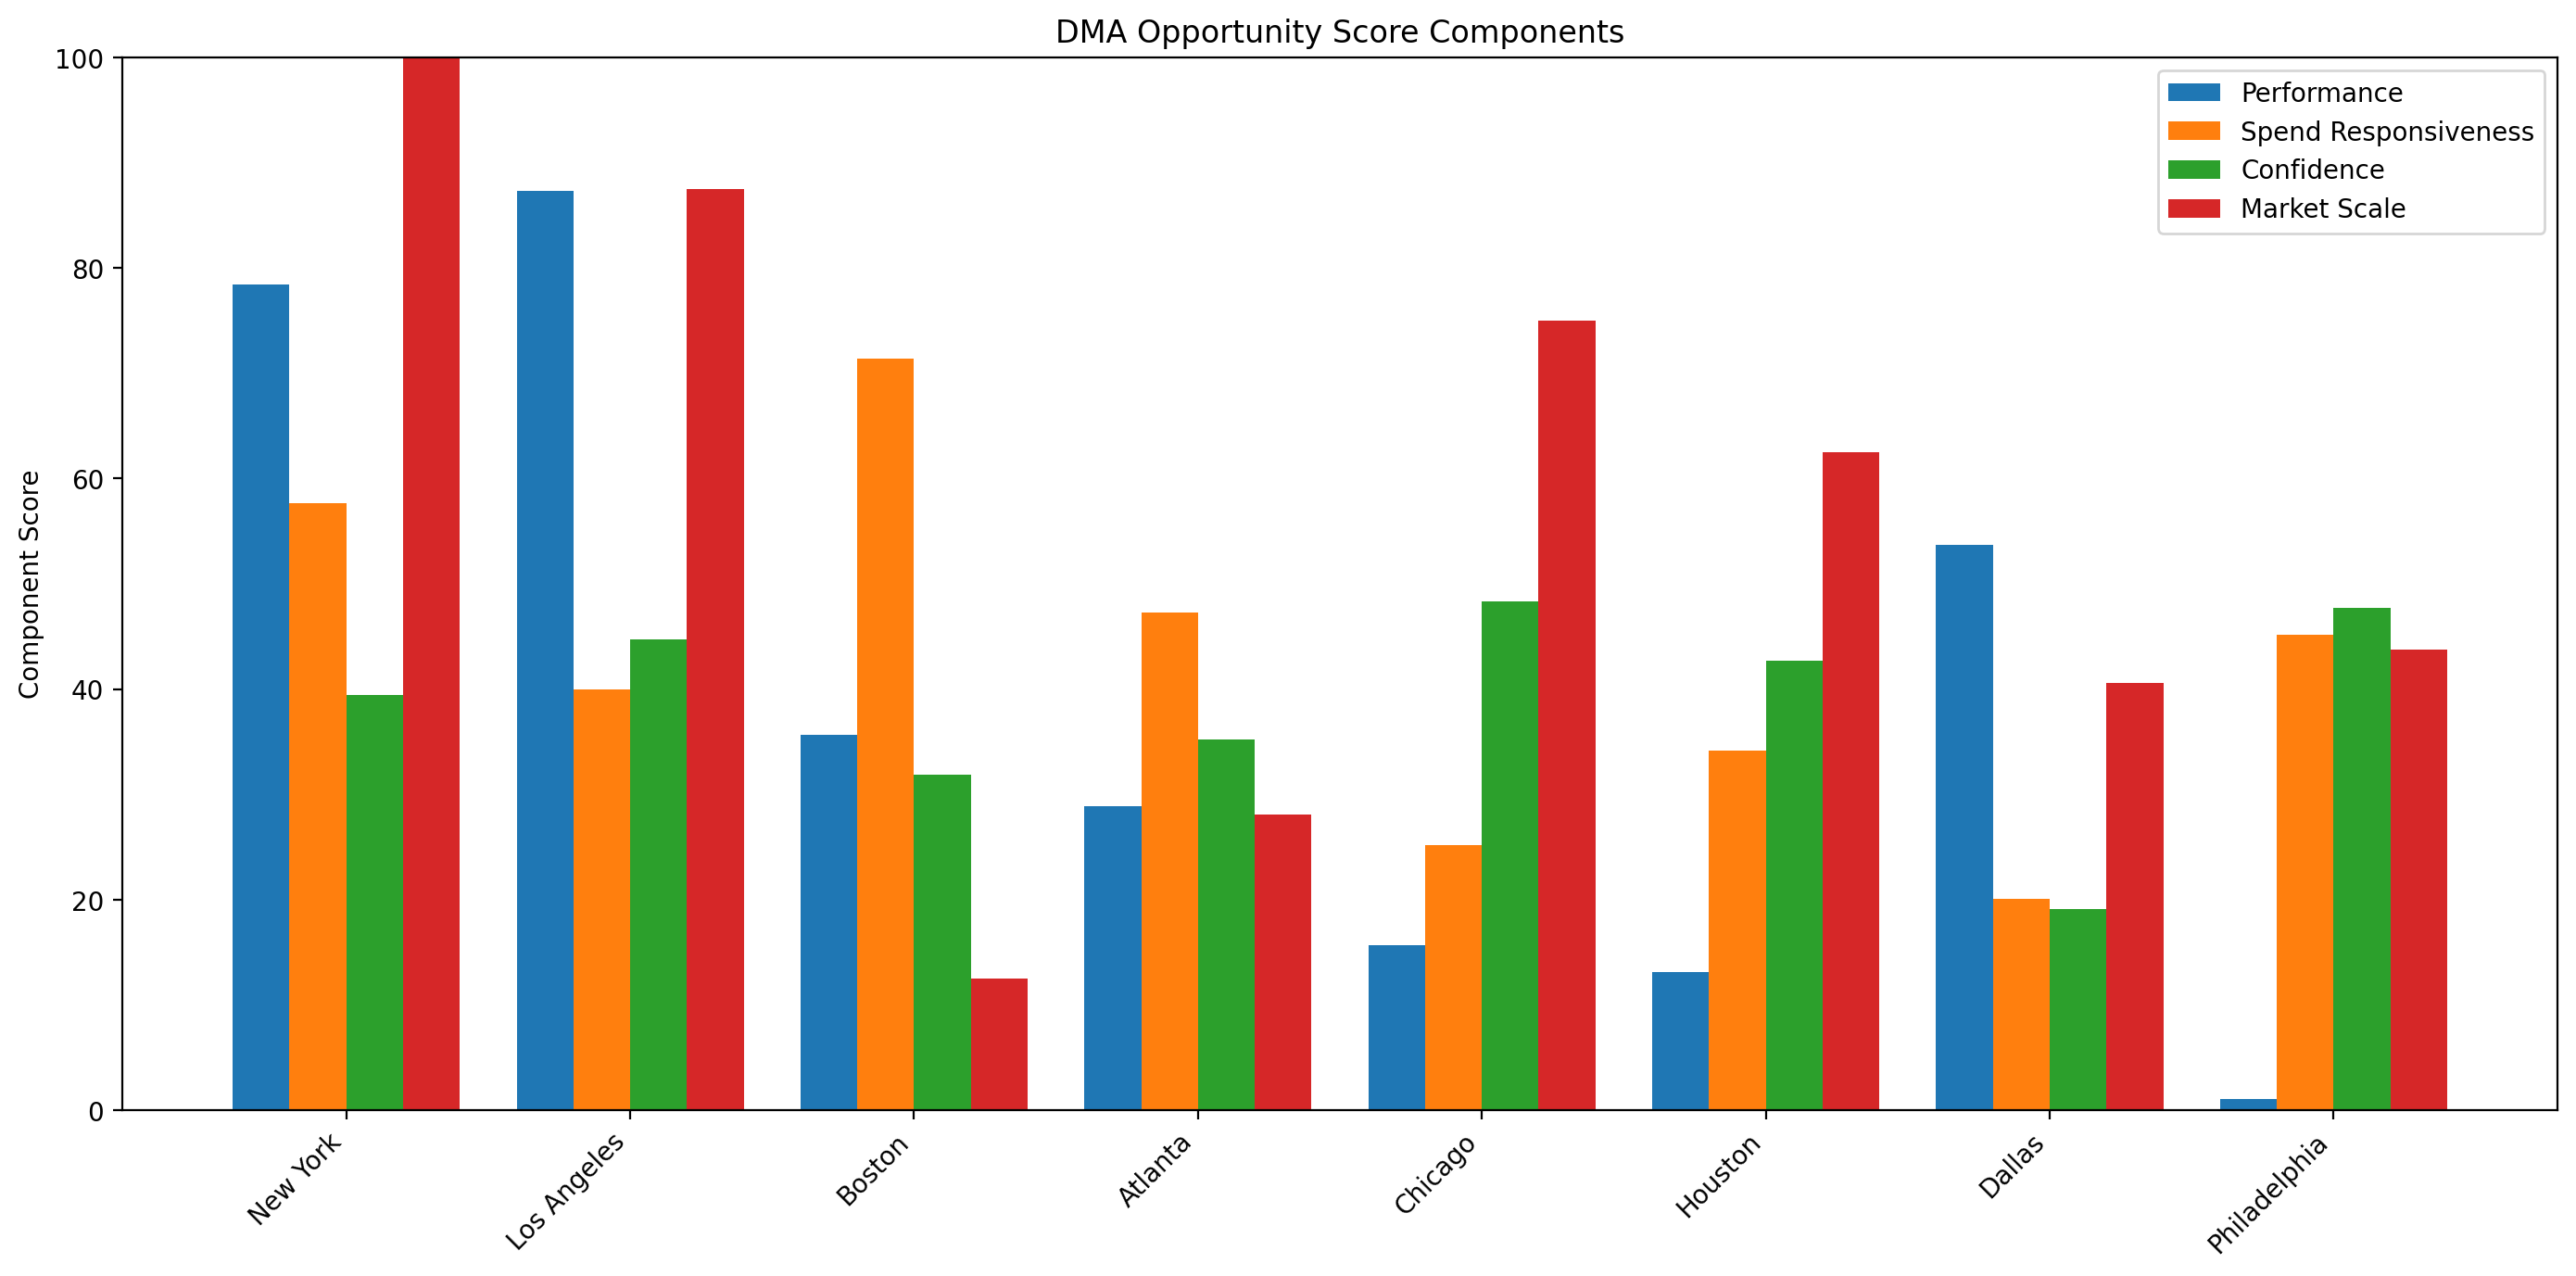 DMA Opportunity Score Components
Performance
Spend Responsiveness
Confidence
Market Scale
Component Score
100
80
60
40
20
0
New York
Los Angeles
Boston
Atlanta
Chicago
Houston
Dallas
Philadelphia